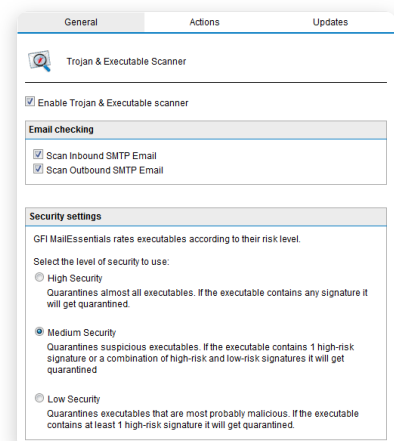 General Actions Updates
Trojan & Executable Scanner
Enable Trojan & Executable scanner
Email checking
Scan Inbound SMTP Email
Scan Outbound SMTP Email
Security settings
GFI MailEssentials rates executables according to their risk level.
Select the level of security to use:
High Security
Quarantines almost all executables. If the executable contains any signature it
will get quarantined.
Medium Security
Quarantines suspicious executables. If the executable contains 1 high-risk
signature or a combination of high-risk and low-risk signatures it will get
quarantined
Low Security
Quarantines executables that are most probably malicious. If the executable
contains at least 1 high-risk signature it will get quarantined.